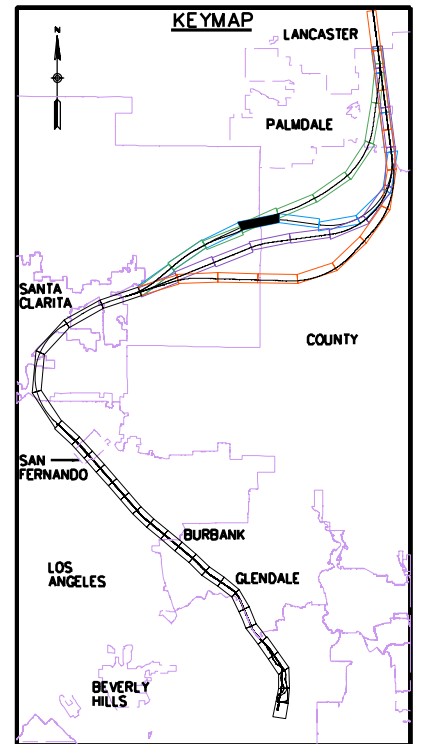 KEYMAP
N
LANCASTER
PALMDALE
SANTA
CLARITA
COUNTY
SAN
FERNANDO
BURBANK
LOS
ANGELES
GLENDALE
BEVERLY
HILLS